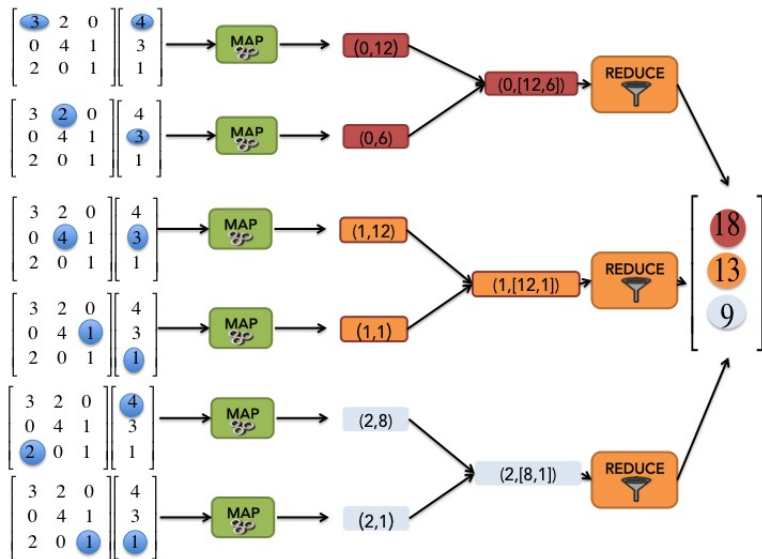 3 2 0 4
0 4 1 3
2 0 1 1
MAP
(0,12)
3 2 0 4
0 4 1 3
2 0 1 1
MAP
(0,6)
(0,[12,6])
REDUCE
3 2 0 4
0 4 1 3
2 0 1 1
MAP
(1,12)
3 2 0 4
0 4 1 3
2 0 1 1
MAP
(1,1)
(1,[12,1])
REDUCE
3 2 0 4
0 4 1 3
2 0 1 1
MAP
(2,8)
3 2 0 4
0 4 1 3
2 0 1 1
MAP
(2,1)
(2,[8,1])
REDUCE
18
13
9